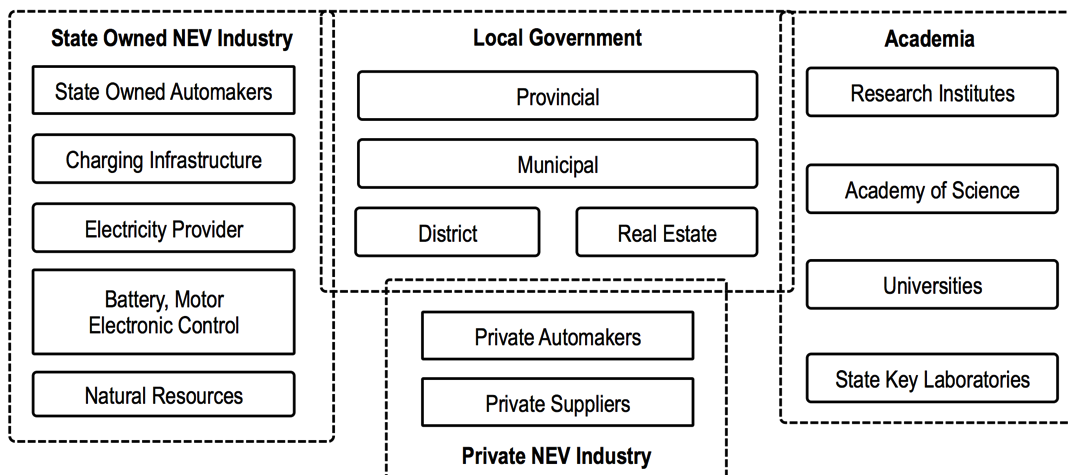 State Owned NEV Industry
State Owned Automakers
Charging Infrastructure
Electricity Provider
Battery, Motor
Electronic Control
Natural Resources
Local Government
Provincial
Municipal
District
Real Estate
Private Automakers
Private Suppliers
Private NEV Industry
Academia
Research Institutes
Academy of Science
Universities
State Key Laboratories